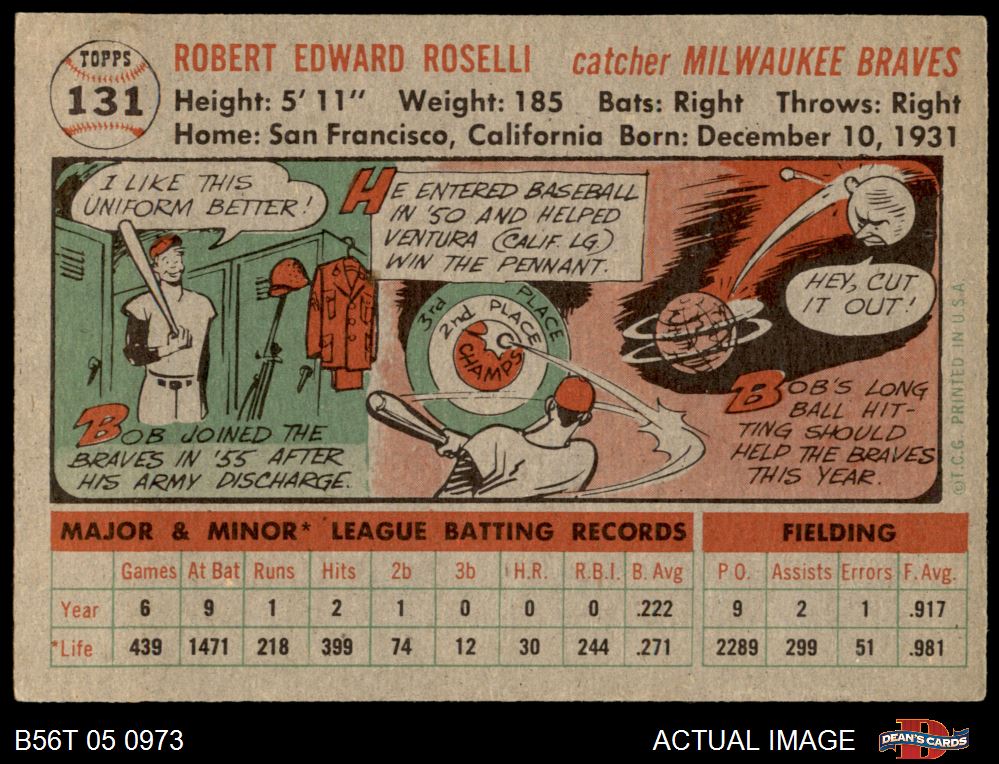 TOPPS
131
ROBERT EDWARD ROSELLI catcher MILWAUKEE BRAVES
Height: 5' 11" Weight: 185 Bats: Right Throws: Right
Home: San Francisco, California Born: December 10, 1931
I LIKE THIS
UNIFORM BETTER!
BOB JOINED THE
BRAVES IN '55 AFTER
HIS ARMY DISCHARGE.
HE ENTERED BASEBALL
IN '50 AND HELPED
VENTURA (CALIF. LG.)
WIN THE PENNANT.
3rd PLACE
2nd PLACE
CHAMPS
HEY, CUT
IT OUT!
BOB'S LONG
BALL HIT-
TING SHOULD
HELP THE BRAVES
THIS YEAR.
©T.C.G. PRINTED IN U.S.A.
MAJOR & MINOR* LEAGUE BATTING RECORDS FIELDING
Games At Bat Runs Hits 2b 3b H.R. R.B.I. B. Avg P.O. Assists Errors F. Avg.
Year 6 9 1 2 1 0 0 0 .222 9 2 1 .917
*Life 439 1471 218 399 74 12 30 244 .271 2289 299 51 .981
B56T 05 0973 ACTUAL IMAGE DEAN'S CARDS